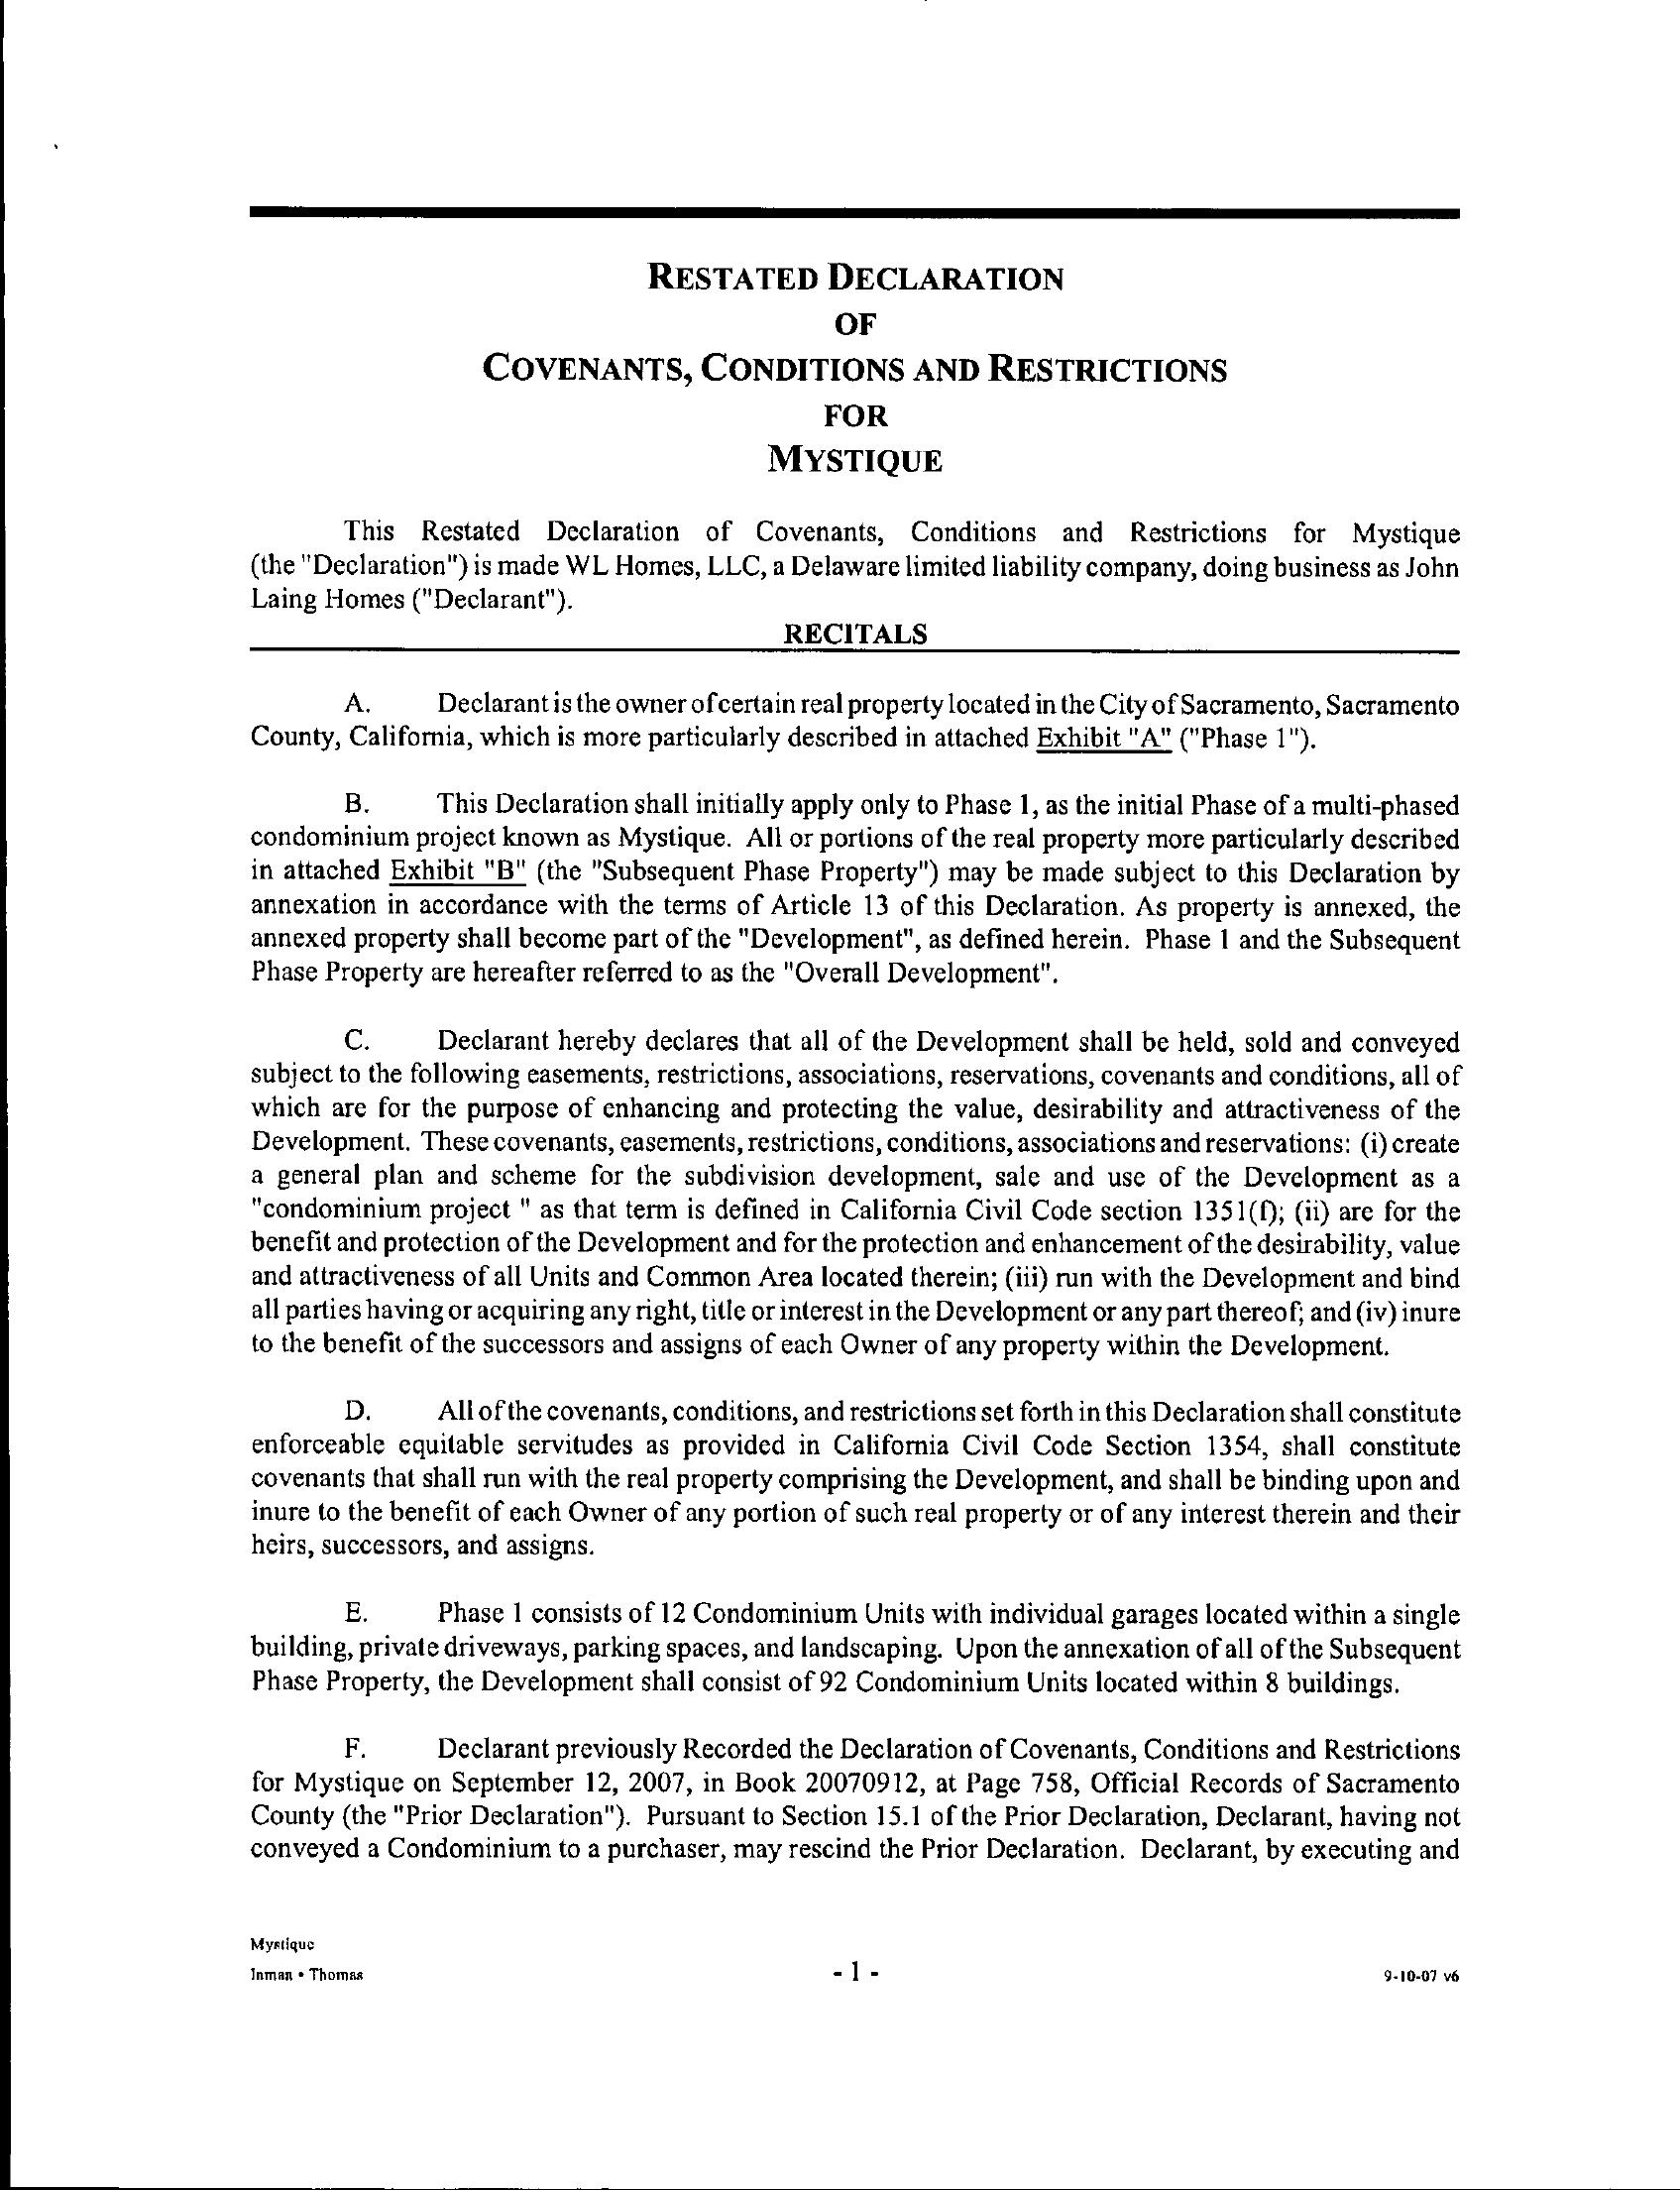 RESTATED DECLARATION
OF
COVENANTS, CONDITIONS AND RESTRICTIONS
FOR
MYSTIQUE
This Restated Declaration of Covenants, Conditions and Restrictions for Mystique
(the "Declaration") is made WL Homes, LLC, a Delaware limited liability company, doing business as John
Laing Homes ("Declarant").
RECITALS
A. Declarant is the owner of certain real property located in the City of Sacramento, Sacramento
County, California, which is more particularly described in attached Exhibit "A" ("Phase 1").
B. This Declaration shall initially apply only to Phase 1, as the initial Phase of a multi-phased
condominium project known as Mystique. All or portions of the real property more particularly described
in attached Exhibit "B" (the "Subsequent Phase Property") may be made subject to this Declaration by
annexation in accordance with the terms of Article 13 of this Declaration. As property is annexed, the
annexed property shall become part of the "Development", as defined herein. Phase 1 and the Subsequent
Phase Property are hereafter referred to as the "Overall Development".
C. Declarant hereby declares that all of the Development shall be held, sold and conveyed
subject to the following easements, restrictions, associations, reservations, covenants and conditions, all of
which are for the purpose of enhancing and protecting the value, desirability and attractiveness of the
Development. These covenants, easements, restrictions, conditions, associations and reservations: (i) create
a general plan and scheme for the subdivision development, sale and use of the Development as a
"condominium project " as that term is defined in California Civil Code section 1351(f); (ii) are for the
benefit and protection of the Development and for the protection and enhancement of the desirability, value
and attractiveness of all Units and Common Area located therein; (iii) run with the Development and bind
all parties having or acquiring any right, title or interest in the Development or any part thereof; and (iv) inure
to the benefit of the successors and assigns of each Owner of any property within the Development.
D. All of the covenants, conditions, and restrictions set forth in this Declaration shall constitute
enforceable equitable servitudes as provided in California Civil Code Section 1354, shall constitute
covenants that shall run with the real property comprising the Development, and shall be binding upon and
inure to the benefit of each Owner of any portion of such real property or of any interest therein and their
heirs, successors, and assigns.
E. Phase 1 consists of 12 Condominium Units with individual garages located within a single
building, private driveways, parking spaces, and landscaping. Upon the annexation of all of the Subsequent
Phase Property, the Development shall consist of 92 Condominium Units located within 8 buildings.
F. Declarant previously Recorded the Declaration of Covenants, Conditions and Restrictions
for Mystique on September 12, 2007, in Book 20070912, at Page 758, Official Records of Sacramento
County (the "Prior Declaration"). Pursuant to Section 15.1 of the Prior Declaration, Declarant, having not
conveyed a Condominium to a purchaser, may rescind the Prior Declaration. Declarant, by executing and
Mystique
Inman • Thomas
- 1 -
9-10-07 v6